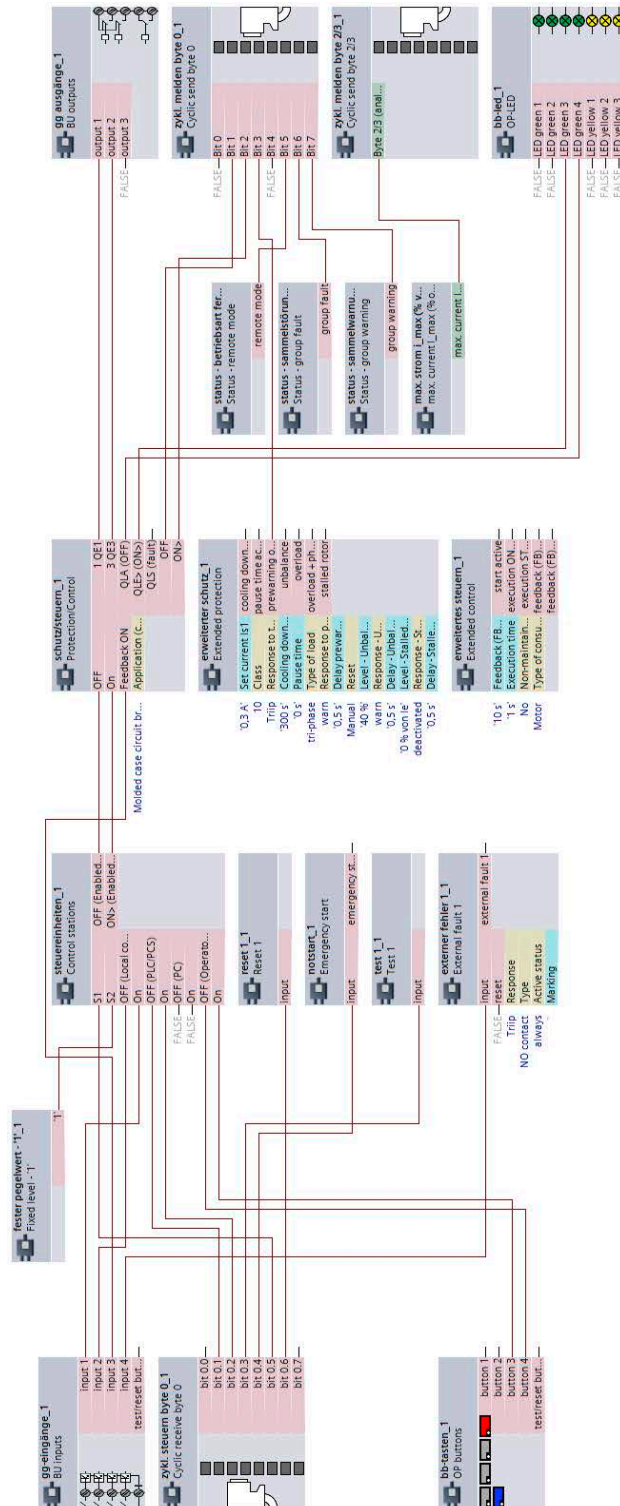 gg-eingänge_1
BU inputs
input 1
input 2
input 3
input 4
test/reset but...
zykl. steuern byte 0_1
Cyclic receive byte 0
bit 0.0
bit 0.1
bit 0.2
bit 0.3
bit 0.4
bit 0.5
bit 0.6
bit 0.7
bb-tasten_1
OP buttons
button 1
button 2
button 3
button 4
test/reset but...
fester pegelwert - '1'_1
Fixed level - '1'
'1'
steuereinheiten_1
Control stations
S1
OFF (Enabled...
S2
ON> (Enabled...
OFF (Local co...
On
OFF (PLC/PCS)
On
FALSE
OFF (PC)
FALSE
On
OFF (Operato...
On
reset 1_1
Reset 1
input
notstart_1
Emergency start
input
emergency st...
test 1_1
Test 1
input
externer fehler 1_1
External fault 1
input
external fault 1
FALSE
reset
Triip
Response
NO contact
Type
always
Active status
Marking
schutz/steuern_1
Protection/Control
OFF
1 QE1
On
3 QE3
Feedback ON
QLA (OFF)
Molded case circuit br...
Application (c...
QLE> (ON>)
QLS (fault)
OFF
ON>
erweiterter schutz_1
Extended protection
'0,3 A'
Set current Is1
cooling down...
10
Class
pause time ac...
Triip
Response to t...
prewarning o...
'300 s'
Cooling down...
unbalance
'0 s'
Pause time
overload
tri-phase
Type of load
overload + ph...
warn
Response to p...
stalled rotor
'0,5 s'
Delay prewar...
Manual
Reset
'40 %'
Level - Unbal...
warn
Response - U...
'0,5 s'
Delay - Unbal...
'0 % von Ie'
Level - Stalled...
deactivated
Response - St...
'0,5 s'
Delay - Stalle...
erweitertes steuern_1
Extended control
'10 s'
Feedback (FB...
start active
'1 s'
Execution time
execution ON...
No
Non-maintain...
execution ST...
Motor
Type of consu...
feedback (FB)...
feedback (FB)...
status - betriebsart fer...
Status - remote mode
remote mode
status - sammelstörun...
Status - group fault
group fault
status - sammelwarnu...
Status - group warning
group warning
max. strom i_max (% v...
max. current I_max (% o...
max. current I...
gg ausgänge_1
BU outputs
output 1
output 2
FALSE
output 3
zykl. melden byte 0_1
Cyclic send byte 0
FALSE
Bit 0
Bit 1
Bit 2
Bit 3
FALSE
Bit 4
Bit 5
Bit 6
Bit 7
zykl. melden byte 2/3_1
Cyclic send byte 2/3
Byte 2/3 (anal...
bb-led_1
OP-LED
FALSE
LED green 1
FALSE
LED green 2
LED green 3
LED green 4
FALSE
LED yellow 1
FALSE
LED yellow 2
FALSE
LED yellow 3